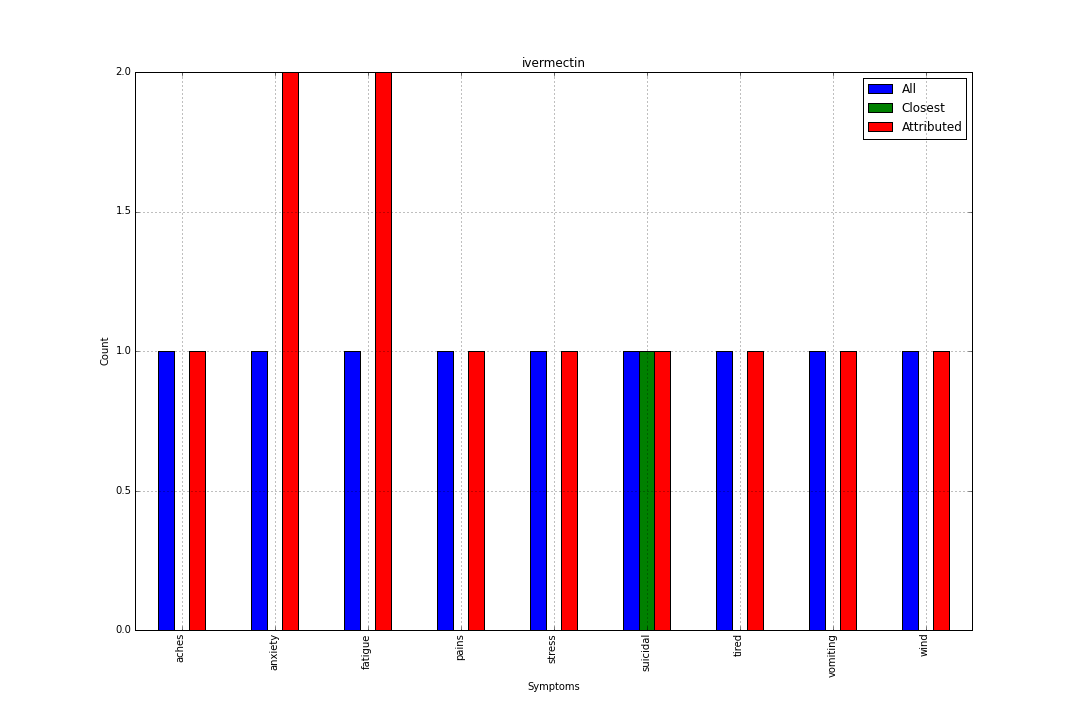 ivermectin
All
Closest
Attributed
2.0
1.5
1.0
0.5
0.0
Count
aches
anxiety
fatigue
pains
stress
suicidal
tired
vomiting
wind
Symptoms